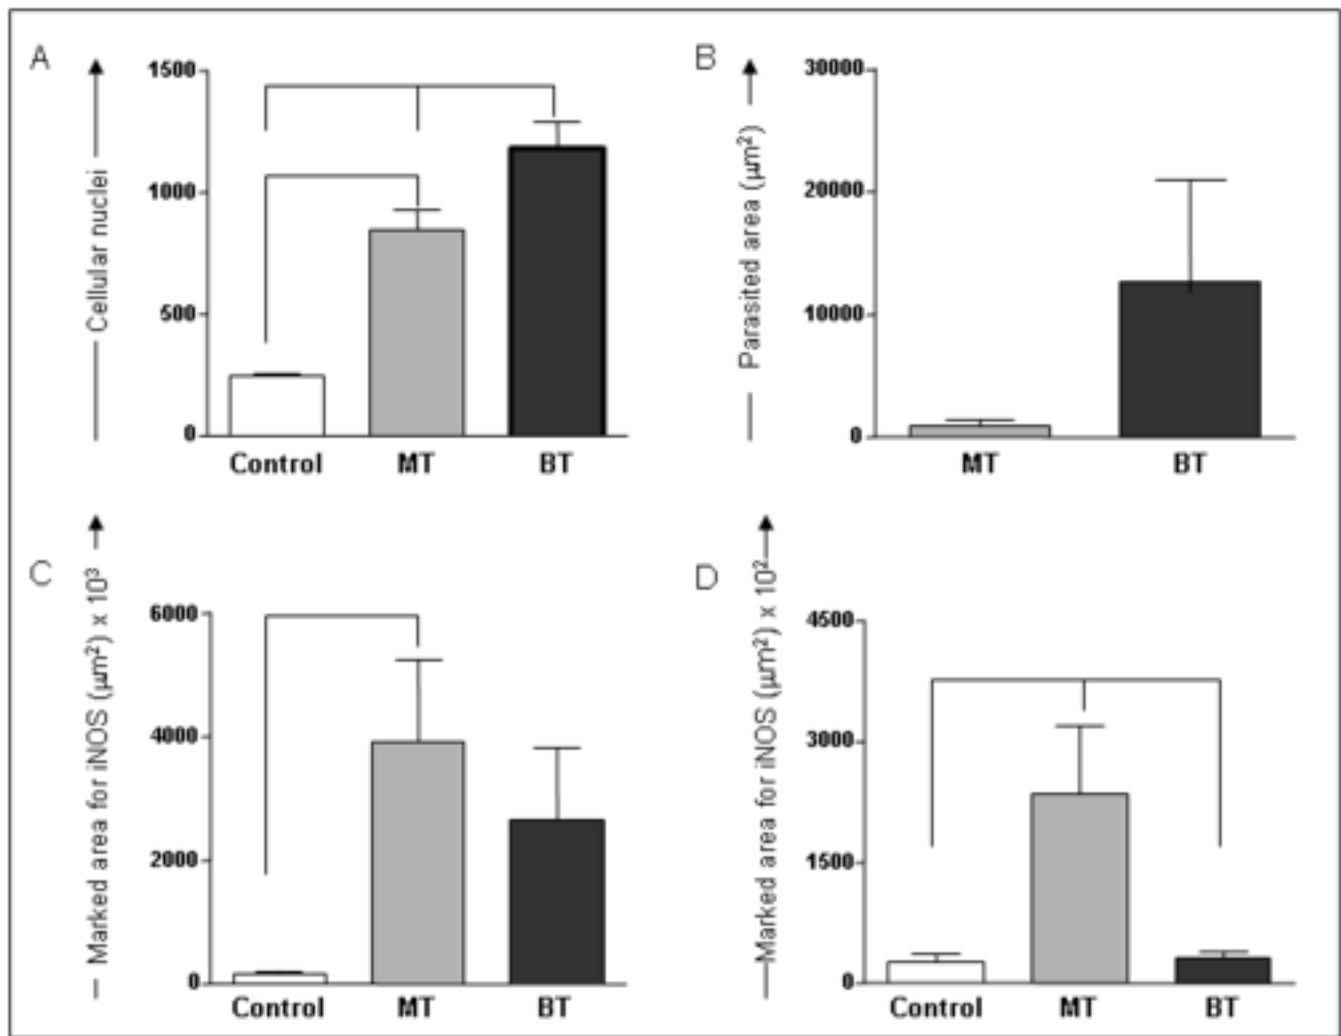 A
Cellular nuclei
1500
1000
500
0
Control MT BT
B
Parasited area (μm²)
30000
20000
10000
0
MT BT
C
Marked area for iNOS (μm²) x 10³
6000
4000
2000
0
Control MT BT
D
Marked area for iNOS (μm²) x 10²
4500
3000
1500
0
Control MT BT